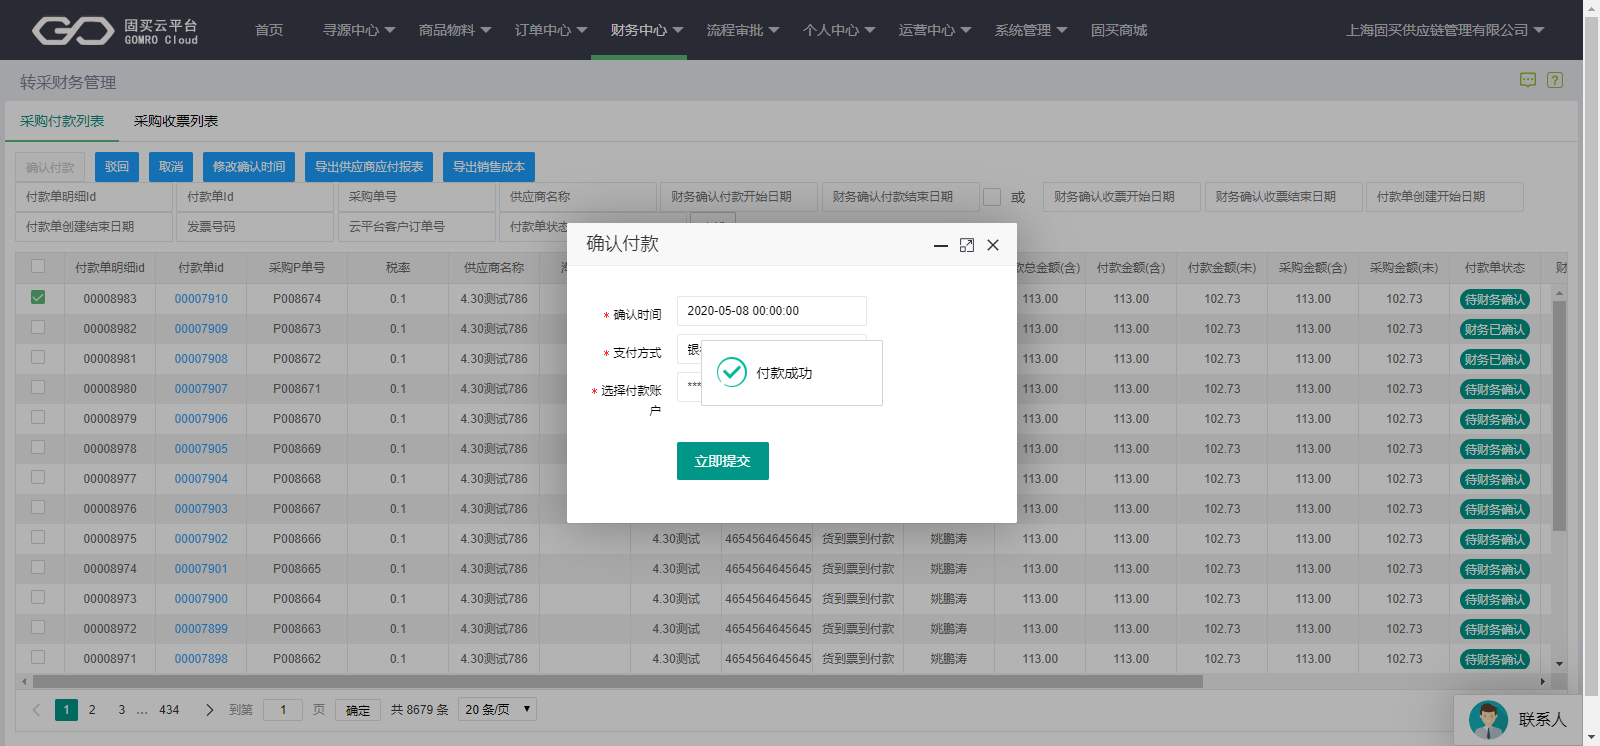 固买云平台
GOMRO Cloud
首页 寻源中心 商品物料 订单中心 财务中心 流程审批 个人中心 运营中心 系统管理 固买商城 上海固买供应链管理有限公司
转采财务管理
采购付款列表 采购收票列表
确认付款 驳回 取消 修改确认时间 导出供应商应付报表 导出销售成本
付款单明细Id 付款单Id 采购单号 供应商名称 财务确认付款开始日期 财务确认付款结束日期 或 财务确认收票开始日期 财务确认收票结束日期 付款单创建开始日期
付款单创建结束日期 发票号码 云平台客户订单号 付款单状态
确认付款
* 确认时间 2020-05-08 00:00:00
* 支付方式 银
* 选择付款账户 ***
付款成功
立即提交
付款单明细id 付款单id 采购P单号 税率 供应商名称 款总金额(含) 付款金额(含) 付款金额(未) 采购金额(含) 采购金额(未) 付款单状态 财
00008983 00007910 P008674 0.1 4.30测试786 113.00 113.00 102.73 113.00 102.73 待财务确认
00008982 00007909 P008673 0.1 4.30测试786 113.00 113.00 102.73 113.00 102.73 财务已确认
00008981 00007908 P008672 0.1 4.30测试786 113.00 113.00 102.73 113.00 102.73 财务已确认
00008980 00007907 P008671 0.1 4.30测试786 113.00 113.00 102.73 113.00 102.73 待财务确认
00008979 00007906 P008670 0.1 4.30测试786 113.00 113.00 102.73 113.00 102.73 待财务确认
00008978 00007905 P008669 0.1 4.30测试786 113.00 113.00 102.73 113.00 102.73 待财务确认
00008977 00007904 P008668 0.1 4.30测试786 113.00 113.00 102.73 113.00 102.73 待财务确认
00008976 00007903 P008667 0.1 4.30测试786 113.00 113.00 102.73 113.00 102.73 待财务确认
00008975 00007902 P008666 0.1 4.30测试786 4.30测试 4654564645645 货到票到付款 姚鹏涛 113.00 113.00 102.73 113.00 102.73 待财务确认
00008974 00007901 P008665 0.1 4.30测试786 4.30测试 4654564645645 货到票到付款 姚鹏涛 113.00 113.00 102.73 113.00 102.73 待财务确认
00008973 00007900 P008664 0.1 4.30测试786 4.30测试 4654564645645 货到票到付款 姚鹏涛 113.00 113.00 102.73 113.00 102.73 待财务确认
00008972 00007899 P008663 0.1 4.30测试786 4.30测试 4654564645645 货到票到付款 姚鹏涛 113.00 113.00 102.73 113.00 102.73 待财务确认
00008971 00007898 P008662 0.1 4.30测试786 4.30测试 4654564645645 货到票到付款 姚鹏涛 113.00 113.00 102.73 113.00 102.73 待财务确认
1 2 3 ... 434 到第 1 页 确定 共 8679 条 20 条/页
联系人